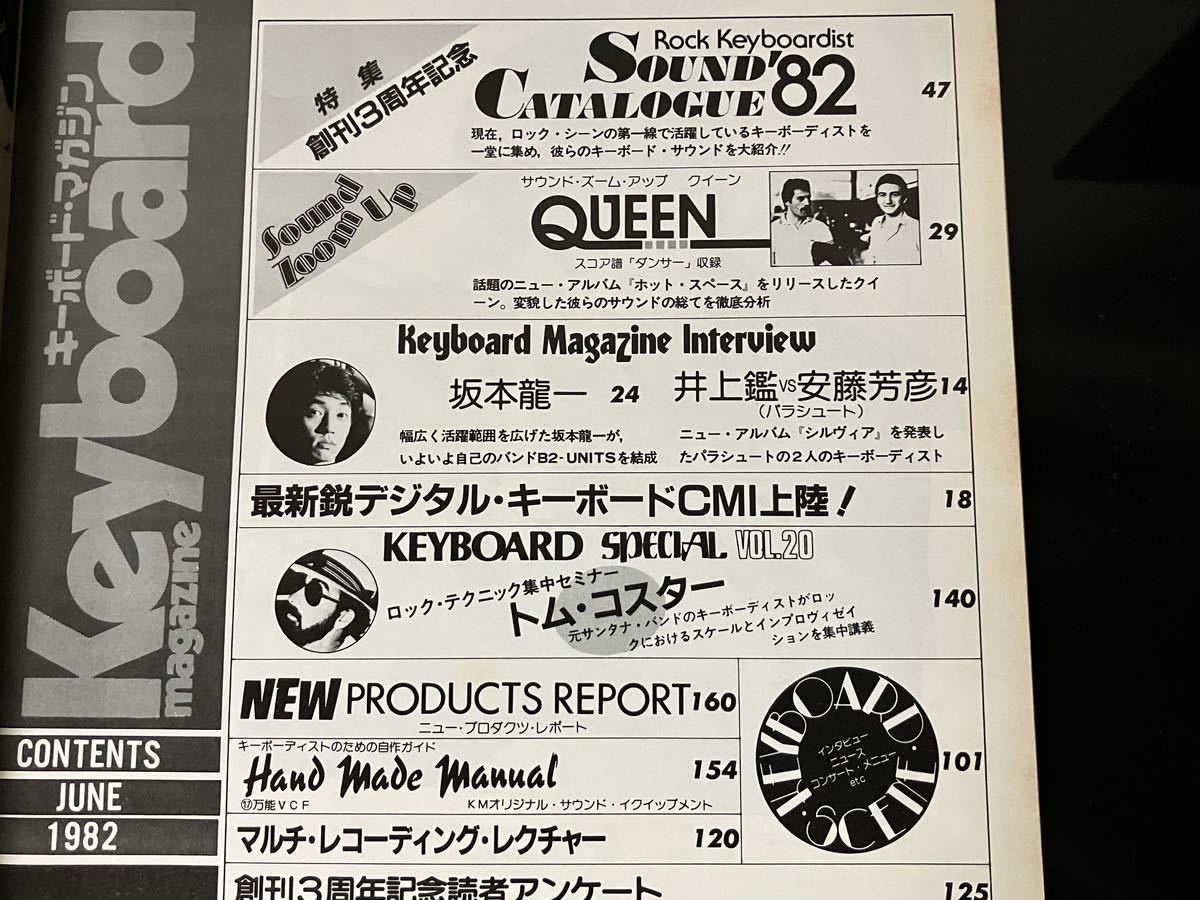 Keyboard
magazine
キーボード・マガジン
CONTENTS
JUNE
1982
特集
創刊3周年記念
Rock Keyboardist
SOUND '82
CATALOGUE
47
現在,ロック・シーンの第一線で活躍しているキーボーディストを
一堂に集め,彼らのキーボード・サウンドを大紹介!!
Sound
Zoom Up
サウンド・ズーム・アップ クイーン
QUEEN
29
スコア譜「ダンサー」収録
話題のニュー・アルバム『ホット・スペース』をリリースしたクイ
ーン。変貌した彼らのサウンドの総てを徹底分析
Keyboard Magazine Interview
坂本龍一 24
幅広く活躍範囲を広げた坂本龍一が,
いよいよ自己のバンドB2-UNITSを結成
井上鑑VS安藤芳彦14
(パラシュート)
ニュー・アルバム『シルヴィア』を発表し
たパラシュートの2人のキーボーディスト
最新鋭デジタル・キーボードCMI上陸! 18
KEYBOARD SPECIAL VOL.20
ロック・テクニック集中セミナー
トム・コスター
140
元サンタナ・バンドのキーボーディストがロッ
クにおけるスケールとインプロヴィゼイ
ションを集中講義
NEW PRODUCTS REPORT 160
ニュー・プロダクツ・レポート
キーボーディストのための自作ガイド
Hand Made Manual 154
⑰万能VCF KMオリジナル・サウンド・イクイップメント
マルチ・レコーディング・レクチャー 120
KEYBOARD・SCENE・
インタビュー
ニュース
コンサート・メニュー
etc
101
創刊3周年記念読者アンケート 125